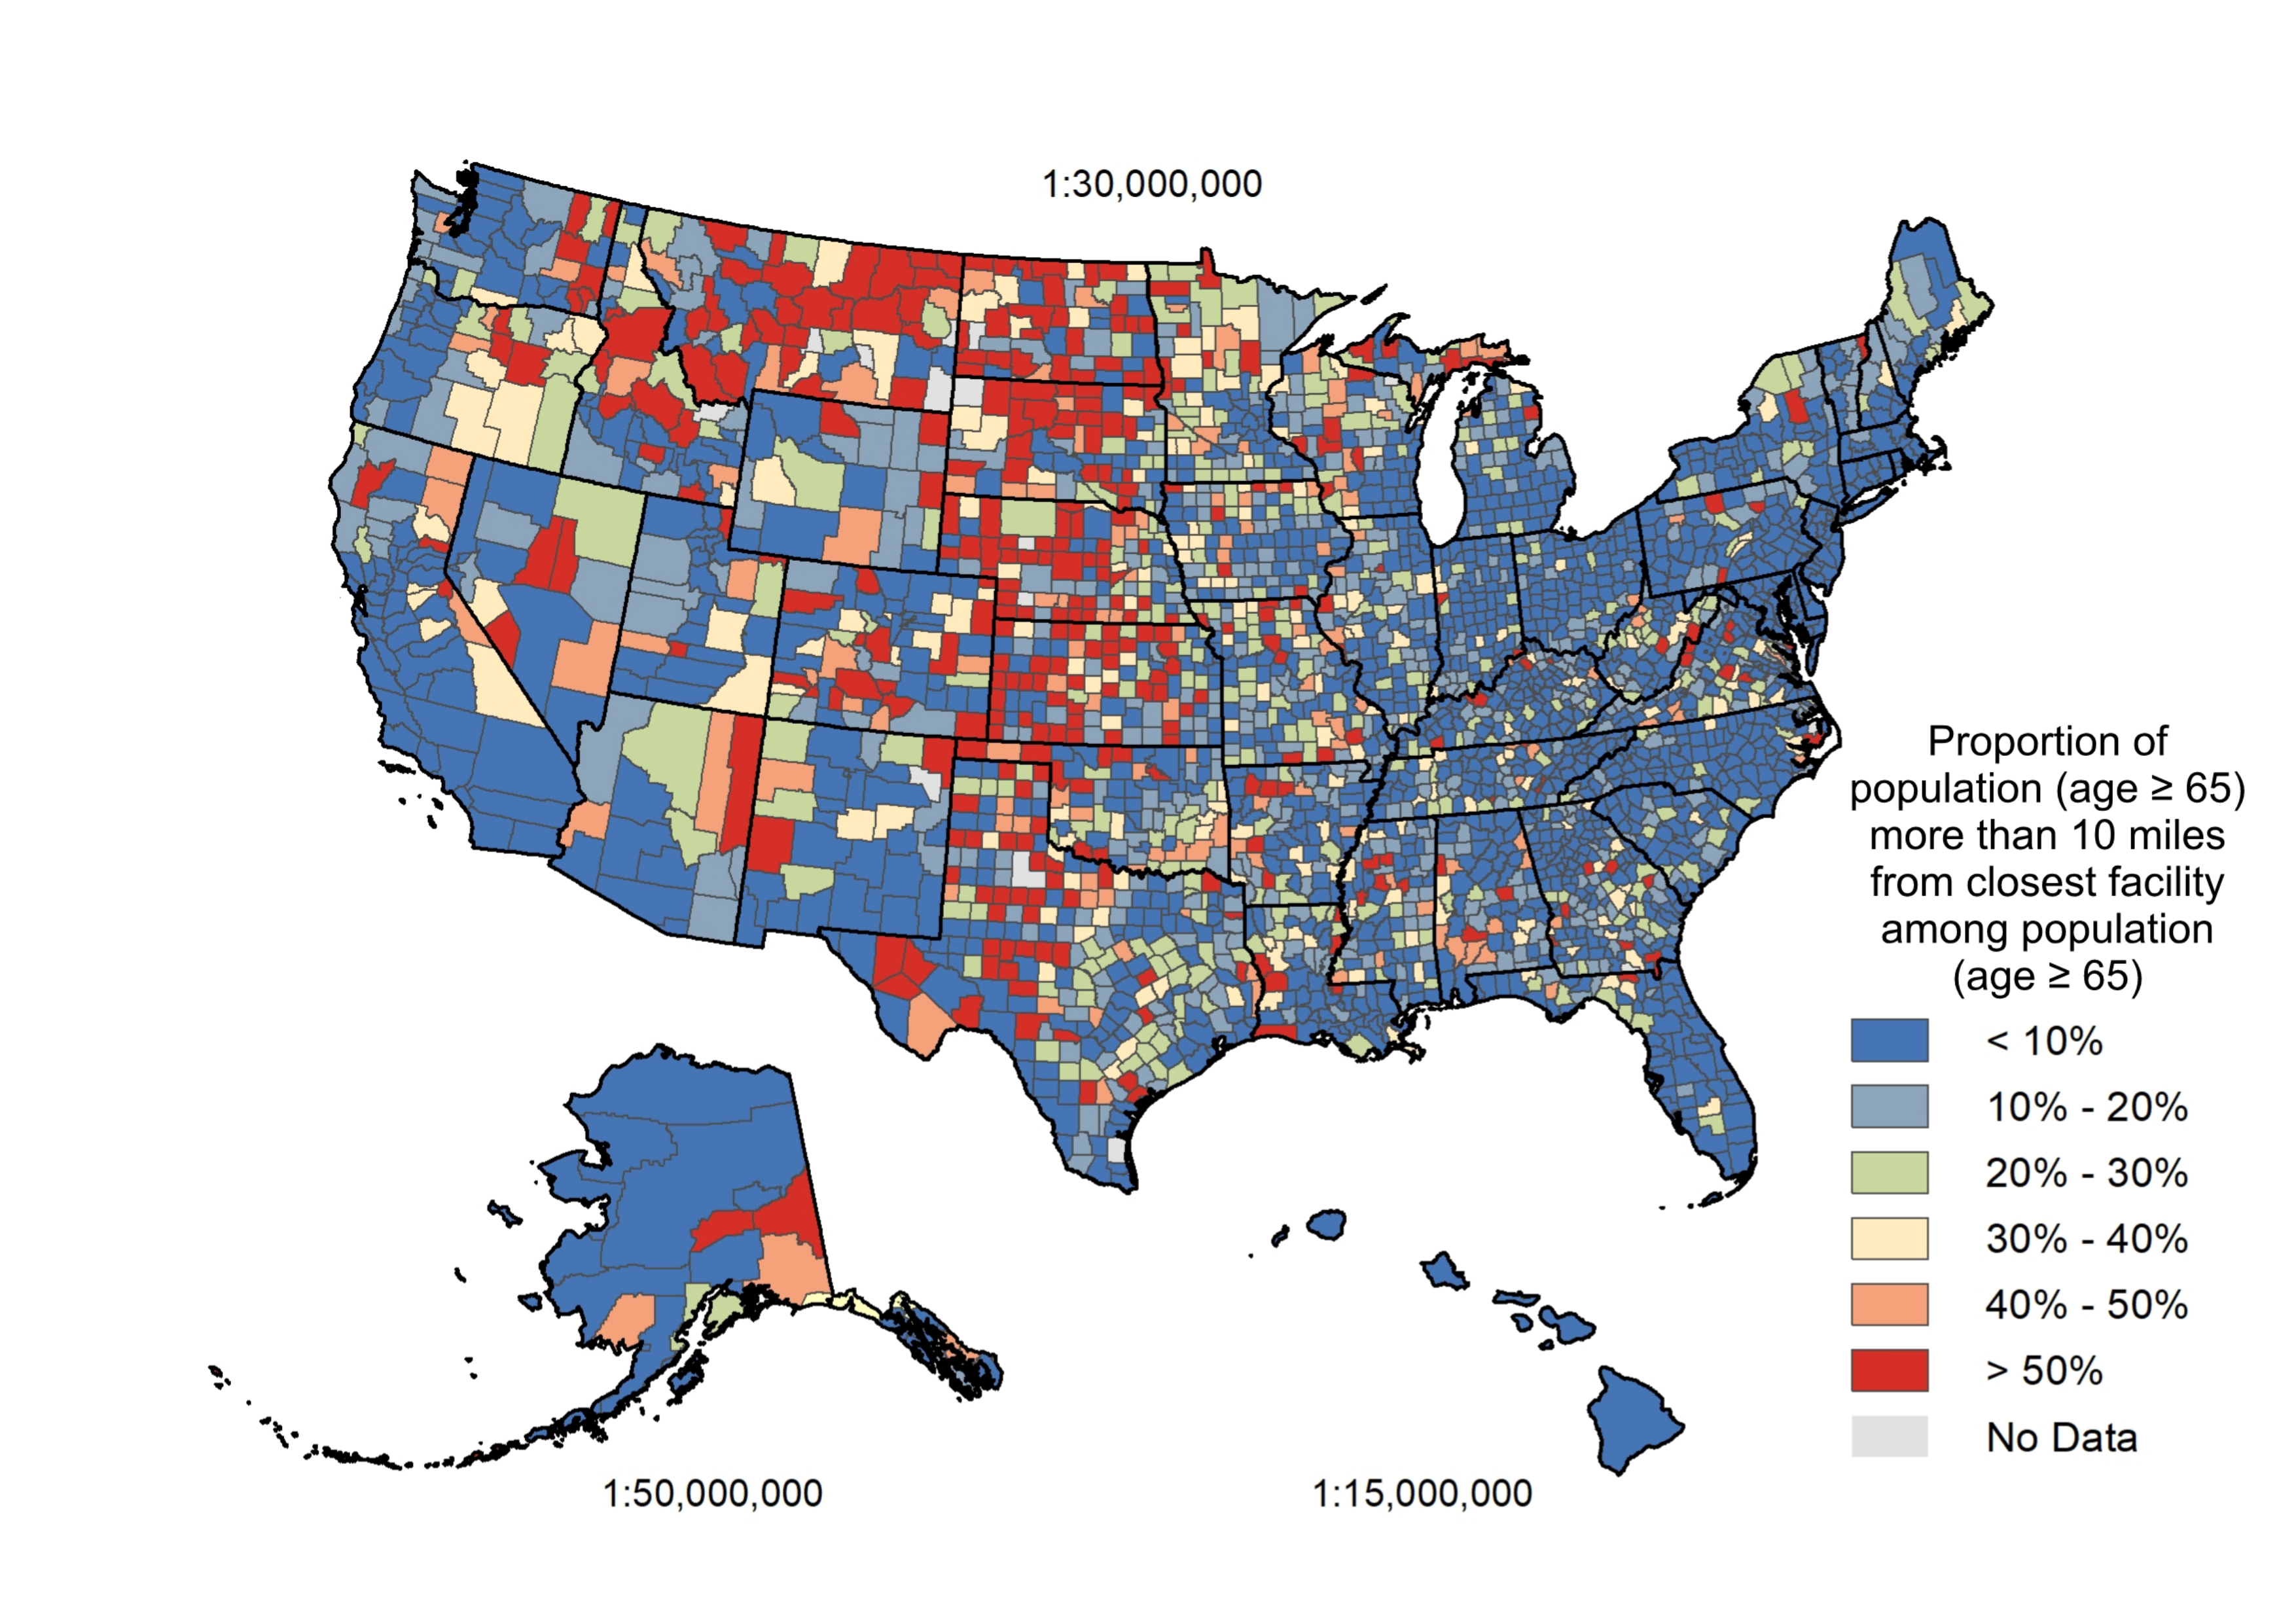 1:30,000,000
Proportion of
population (age ≥ 65)
more than 10 miles
from closest facility
among population
(age ≥ 65)
< 10%
10% - 20%
20% - 30%
30% - 40%
40% - 50%
> 50%
No Data
1:50,000,000
1:15,000,000